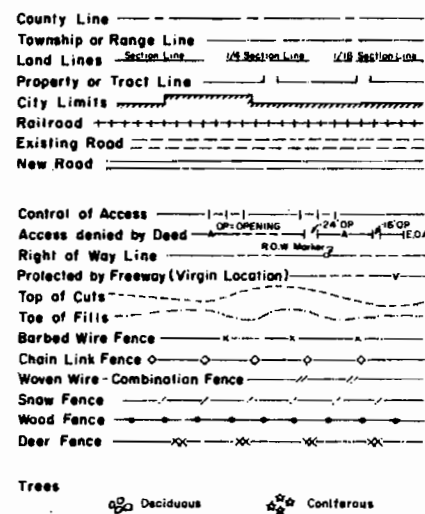 County Line
Township or Range Line
Land Lines Section Line 1/4 Section Line 1/16 Section Line
Property or Tract Line
City Limits
Railroad
Existing Road
New Road
Control of Access
OP=OPENING 24' OP 16' OP
Access denied by Deed A A E.O.A
R.O.W Marker
Right of Way Line
Protected by Freeway (Virgin Location) v
Top of Cuts
Toe of Fills
Barbed Wire Fence
Chain Link Fence
Woven Wire-Combination Fence
Snow Fence
Wood Fence
Deer Fence
Trees
Deciduous Coniferous